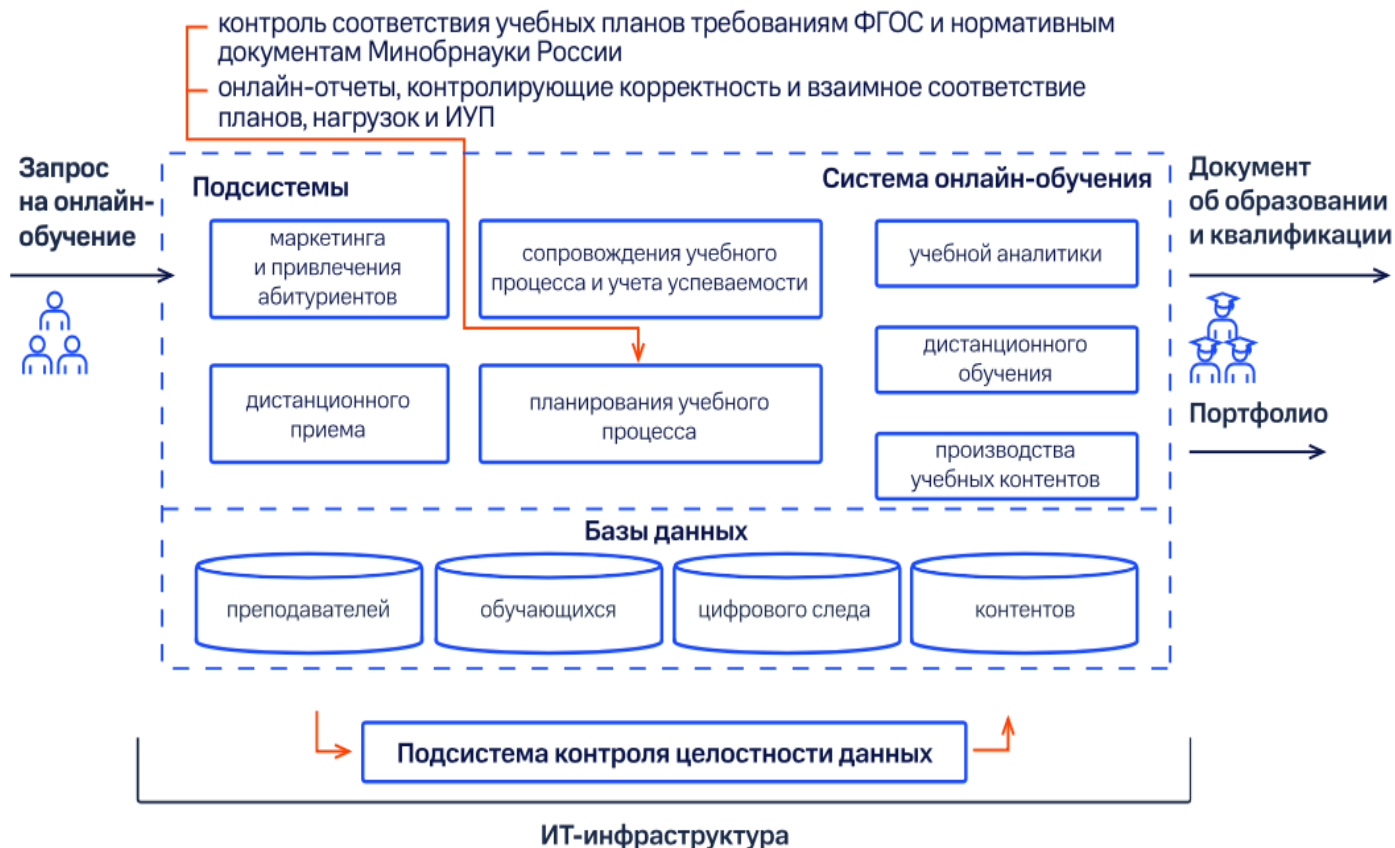 контроль соответствия учебных планов требованиям ФГОС и нормативным
документам Минобрнауки России
онлайн-отчеты, контролирующие корректность и взаимное соответствие
планов, нагрузок и ИУП
Запрос
на онлайн-
обучение
Подсистемы
Система онлайн-обучения
маркетинга
и привлечения
абитуриентов
сопровождения учебного
процесса и учета успеваемости
учебной аналитики
дистанционного
приема
планирования учебного
процесса
дистанционного
обучения
производства
учебных контентов
Документ
об образовании
и квалификации
Портфолио
Базы данных
преподавателей
обучающихся
цифрового следа
контентов
Подсистема контроля целостности данных
ИТ-инфраструктура